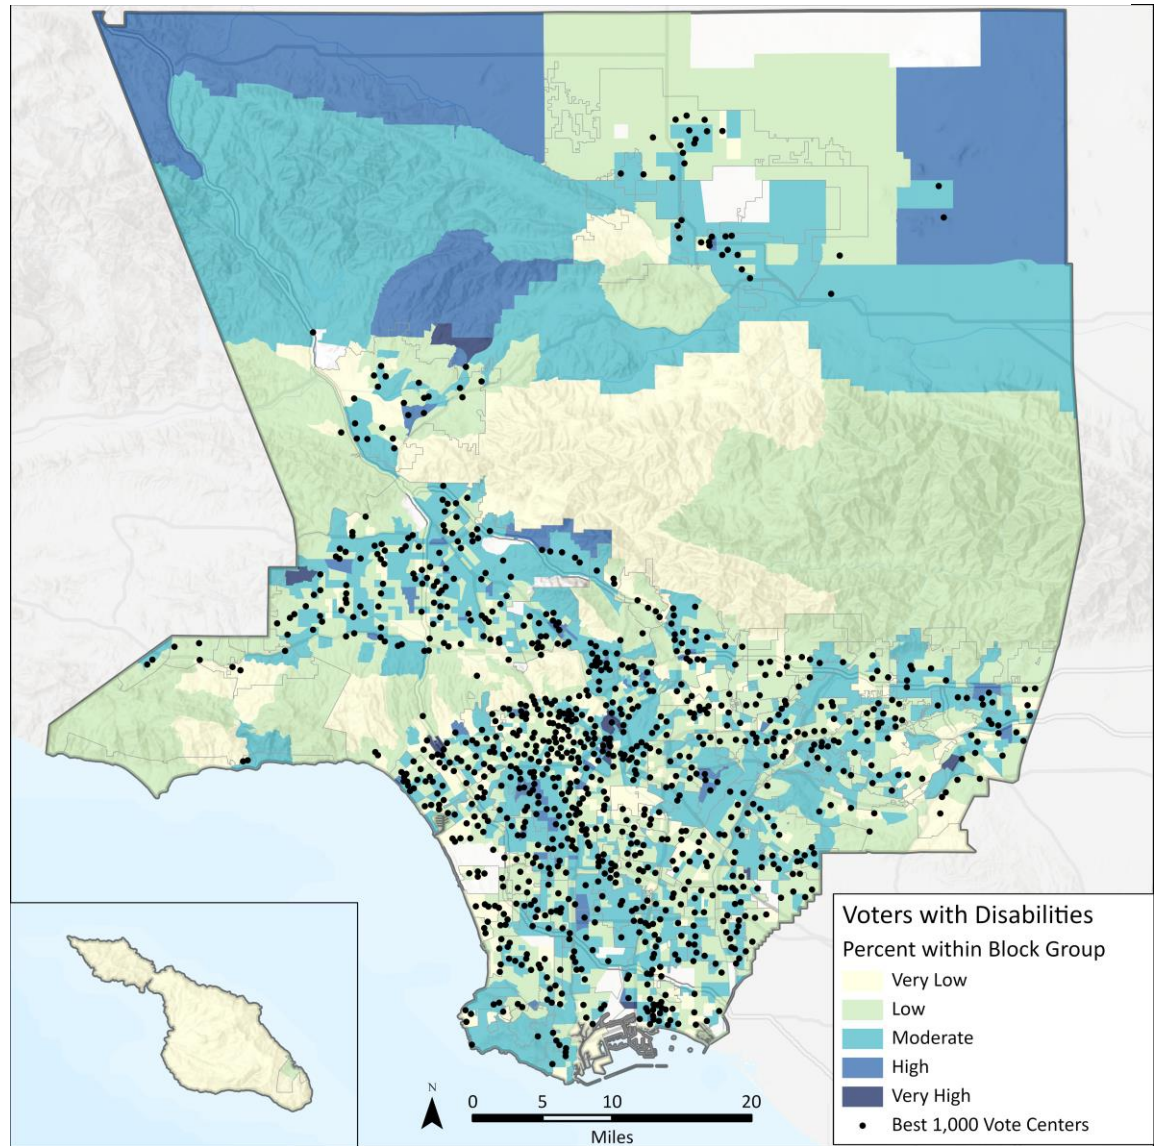 Voters with Disabilities
Percent within Block Group
Very Low
Low
Moderate
High
Very High
Best 1,000 Vote Centers
N
0 5 10 20
Miles